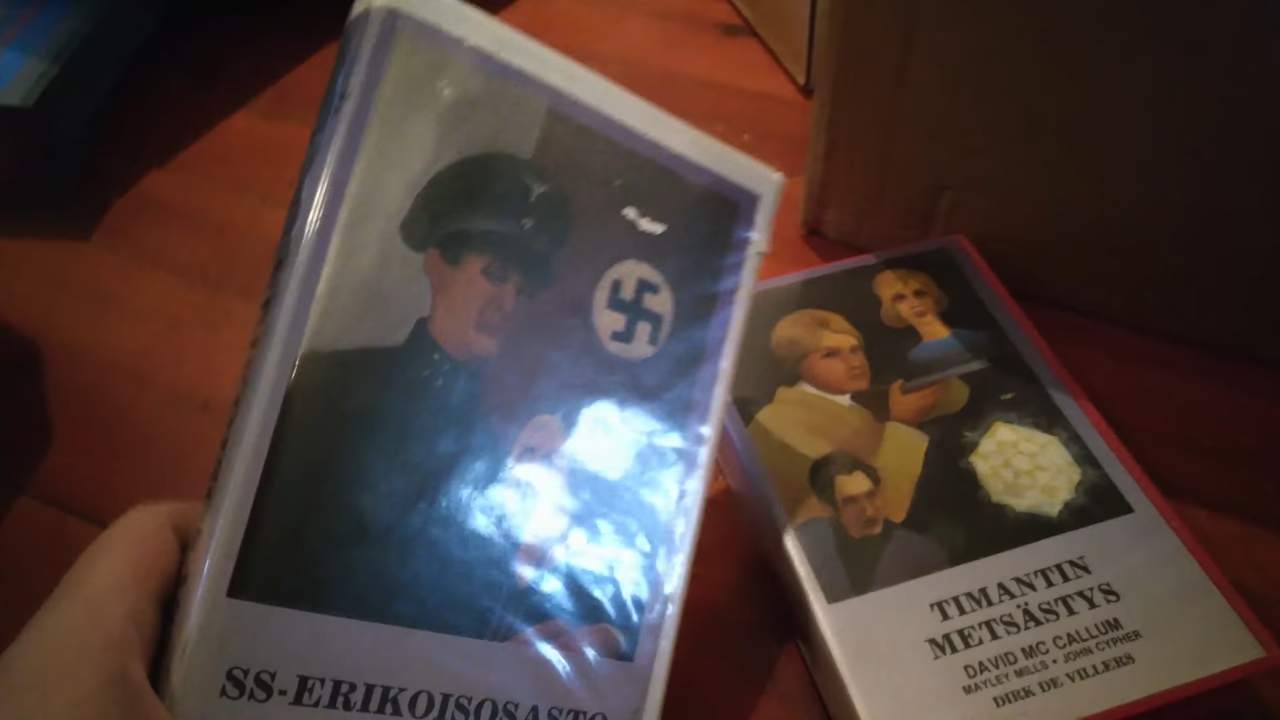 SS-ERIKOISOSASTO
TIMANTIN
METSÄSTYS
DAVID MC CALLUM
MAYLEY MILLS • JOHN CYPHER
DIRK DE VILLERS